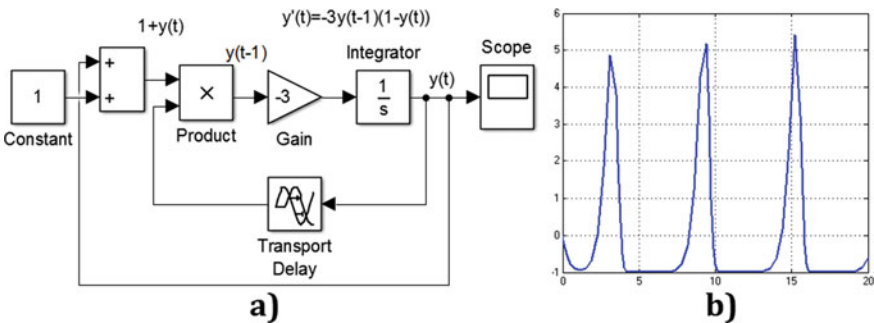 y'(t)=-3y(t-1)(1-y(t))
1+y(t)
+
+
1
Constant
×
Product
y(t-1)
-3
Gain
Integrator
1
s
y(t)
Scope
Transport
Delay
a)
6
5
4
3
2
1
0
-1
0
5
10
15
20
b)